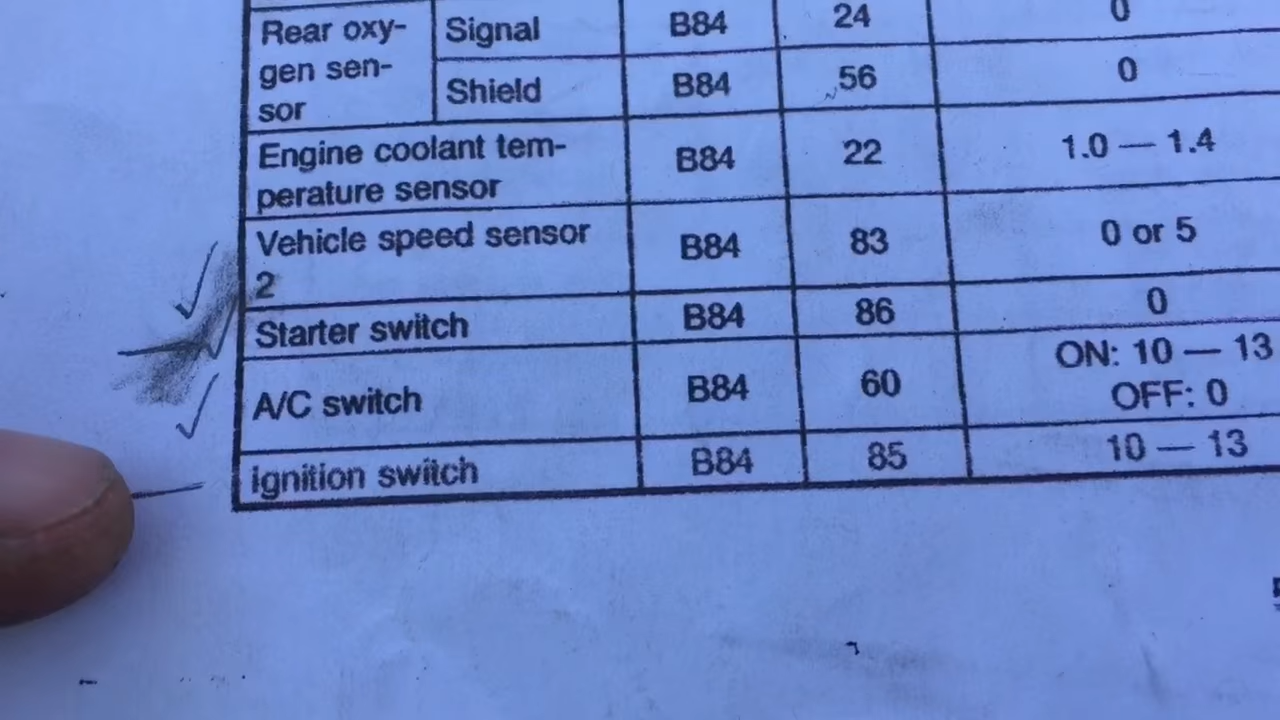 Rear oxy-
gen sen-
sor
Signal B84 24 0
Shield B84 56 0
Engine coolant tem-
perature sensor
B84 22 1.0 — 1.4
Vehicle speed sensor
2
B84 83 0 or 5
Starter switch B84 86 0
A/C switch B84 60
ON: 10 — 13
OFF: 0
Ignition switch B84 85 10 — 13